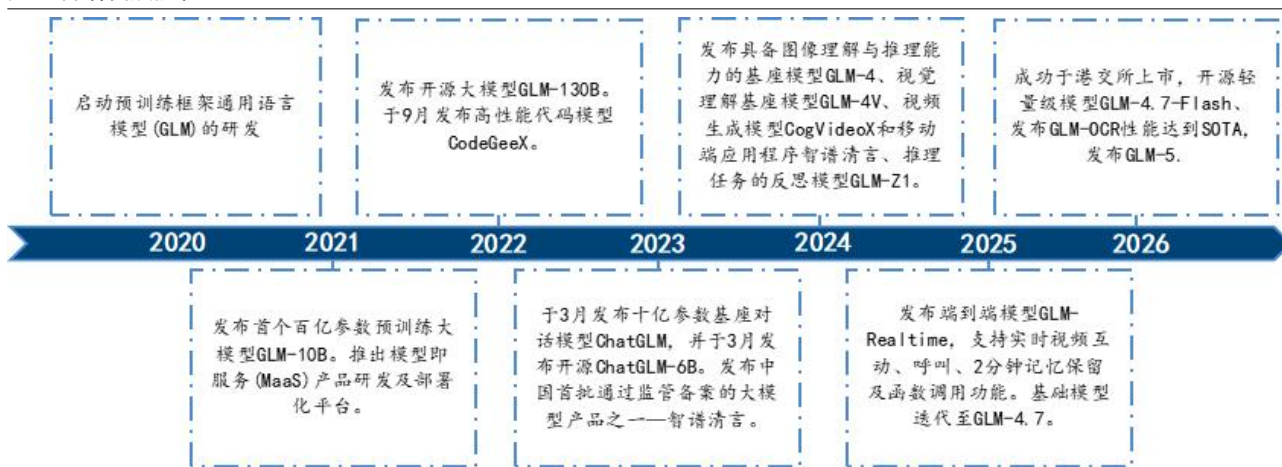 启动预训练框架通用语言
模型(GLM)的研发
发布开源大模型GLM-130B。
于9月发布高性能代码模型
CodeGeeX。
发布具备图像理解与推理能
力的基座模型GLM-4、视觉
理解基座模型GLM-4V、视频
生成模型CogVideoX和移动
端应用程序智谱清言、推理
任务的反思模型GLM-Z1。
成功于港交所上市，开源轻
量级模型GLM-4.7-Flash、
发布GLM-OCR性能达到SOTA，
发布GLM-5.
2020 2021 2022 2023 2024 2025 2026
发布首个百亿参数预训练大
模型GLM-10B。推出模型即
服务(MaaS)产品研发及部署
化平台。
于3月发布十亿参数基座对
话模型ChatGLM，并于3月发
布开源ChatGLM-6B。发布中
国首批通过监管备案的大模
型产品之一——智谱清言。
发布端到端模型GLM-
Realtime，支持实时视频互
动、呼叫、2分钟记忆保留
及函数调用功能。基础模型
迭代至GLM-4.7。